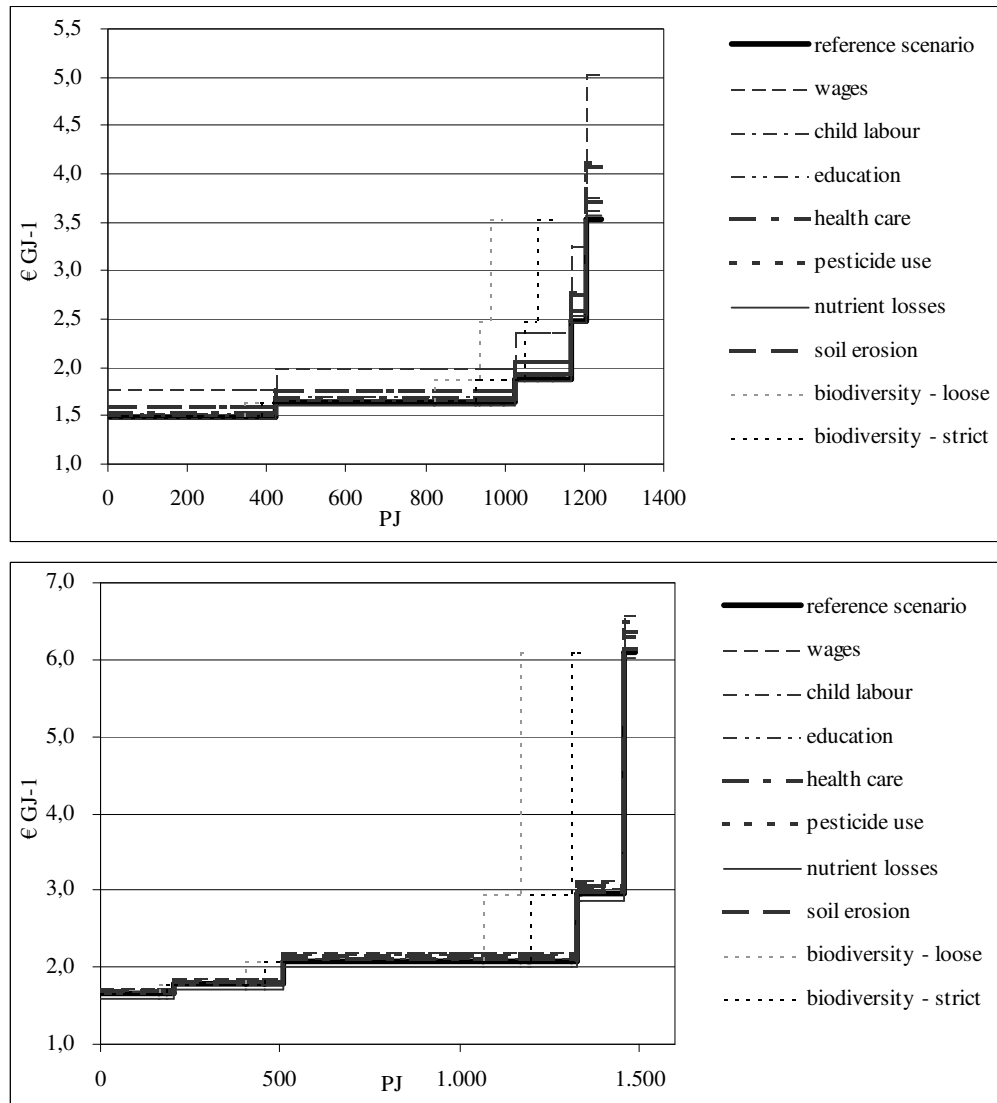 5,5
5,0
4,5
4,0
3,5
3,0
2,5
2,0
1,5
1,0
€ GJ-1
0 200 400 600 800 1000 1200 1400
PJ
reference scenario
wages
child labour
education
health care
pesticide use
nutrient losses
soil erosion
biodiversity - loose
biodiversity - strict
7,0
6,0
5,0
4,0
3,0
2,0
1,0
€ GJ-1
0 500 1.000 1.500
PJ
reference scenario
wages
child labour
education
health care
pesticide use
nutrient losses
soil erosion
biodiversity - loose
biodiversity - strict